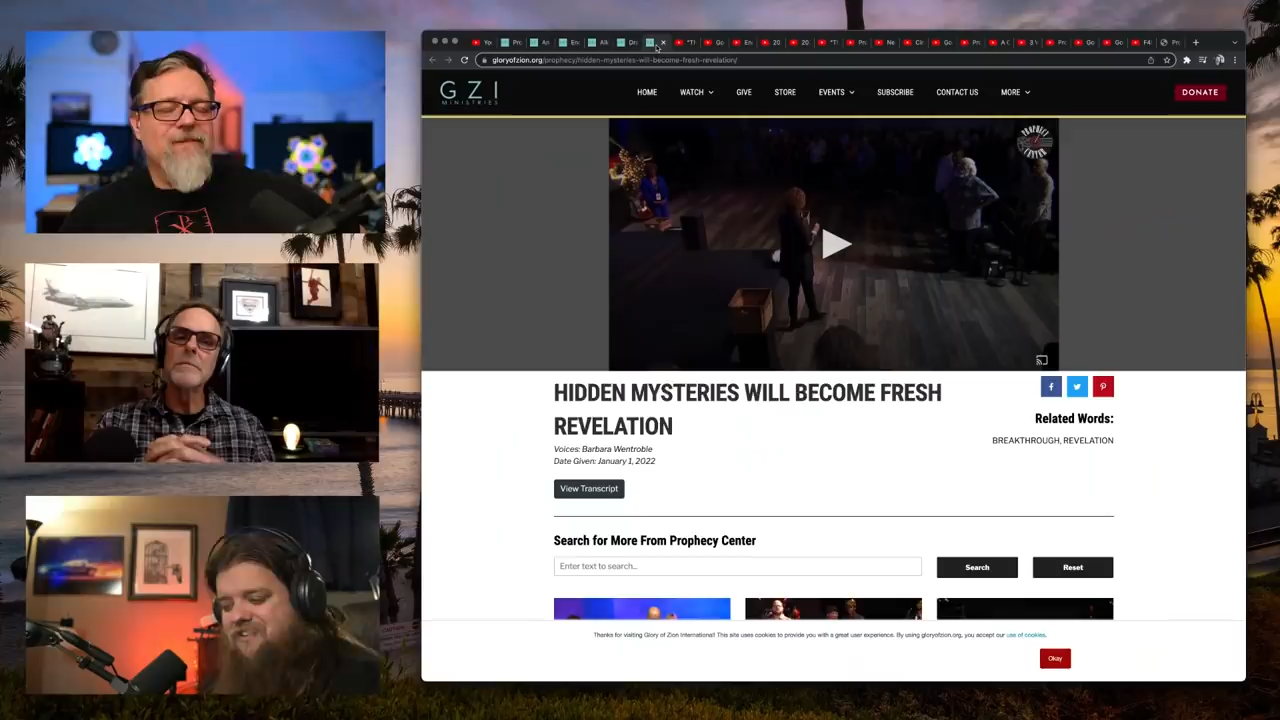 gloryofzion.org/prophecy/hidden-mysteries-will-become-fresh-revelation/
GZI
MINISTRIES
HOME
WATCH
GIVE
STORE
EVENTS
SUBSCRIBE
CONTACT US
MORE
DONATE
PROPHECY
CENTER
HIDDEN MYSTERIES WILL BECOME FRESH
REVELATION
Voices: Barbara Wentroble
Date Given: January 1, 2022
View Transcript
Related Words:
BREAKTHROUGH, REVELATION
Search for More From Prophecy Center
Enter text to search...
Search
Reset
Thanks for visiting Glory of Zion International! This site uses cookies to provide you with a great user experience. By using gloryofzion.org, you accept our use of cookies.
Okay